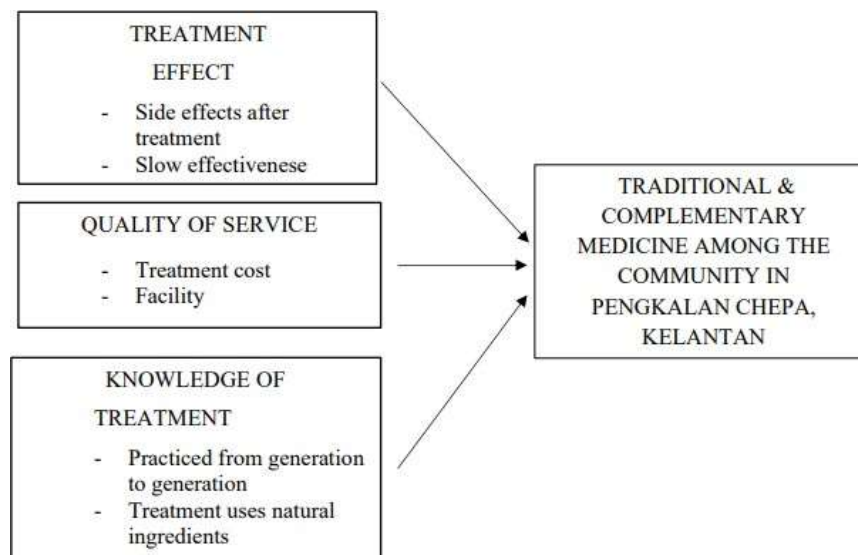 TREATMENT
EFFECT
- Side effects after
treatment
- Slow effectivenese
QUALITY OF SERVICE
- Treatment cost
- Facility
KNOWLEDGE OF
TREATMENT
- Practiced from generation
to generation
- Treatment uses natural
ingredients
TRADITIONAL &
COMPLEMENTARY
MEDICINE AMONG THE
COMMUNITY IN
PENGKALAN CHEPA,
KELANTAN